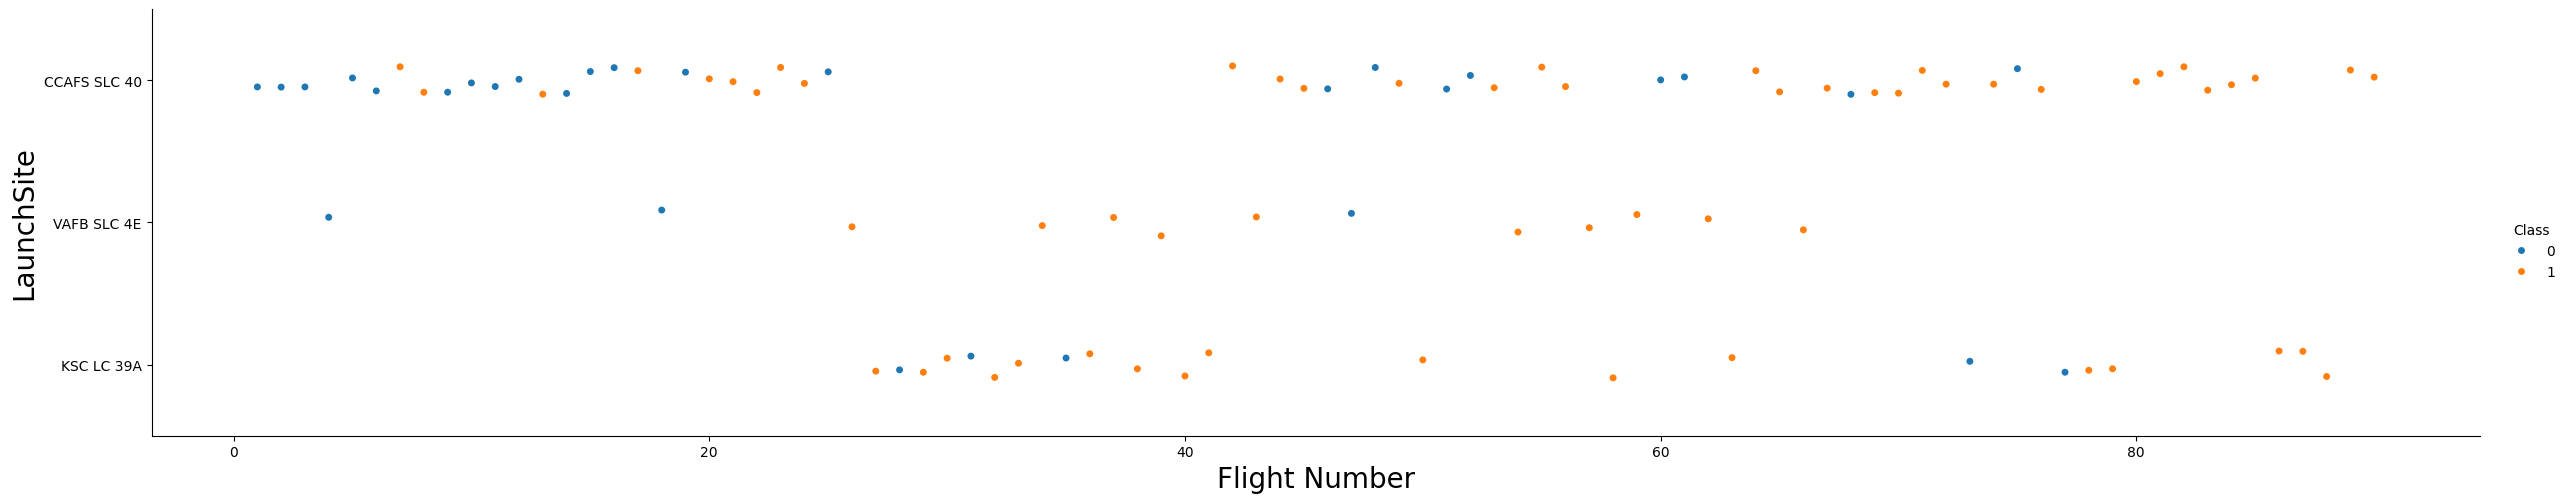 LaunchSite
CCAFS SLC 40
VAFB SLC 4E
KSC LC 39A
0 20 40 60 80
Flight Number
Class
0
1